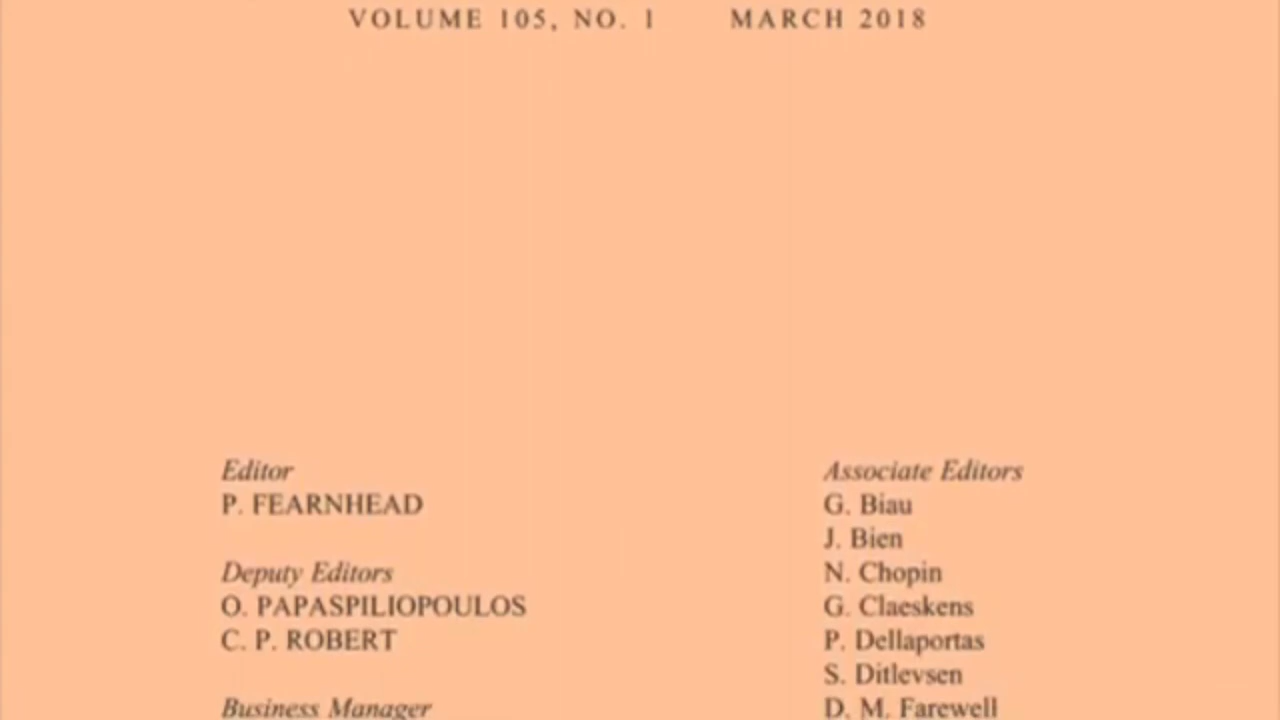 VOLUME 105, NO. 1 MARCH 2018
Editor
P. FEARNHEAD
Deputy Editors
O. PAPASPILIOPOULOS
C. P. ROBERT
Business Manager
Associate Editors
G. Biau
J. Bien
N. Chopin
G. Claeskens
P. Dellaportas
S. Ditlevsen
D. M. Farewell